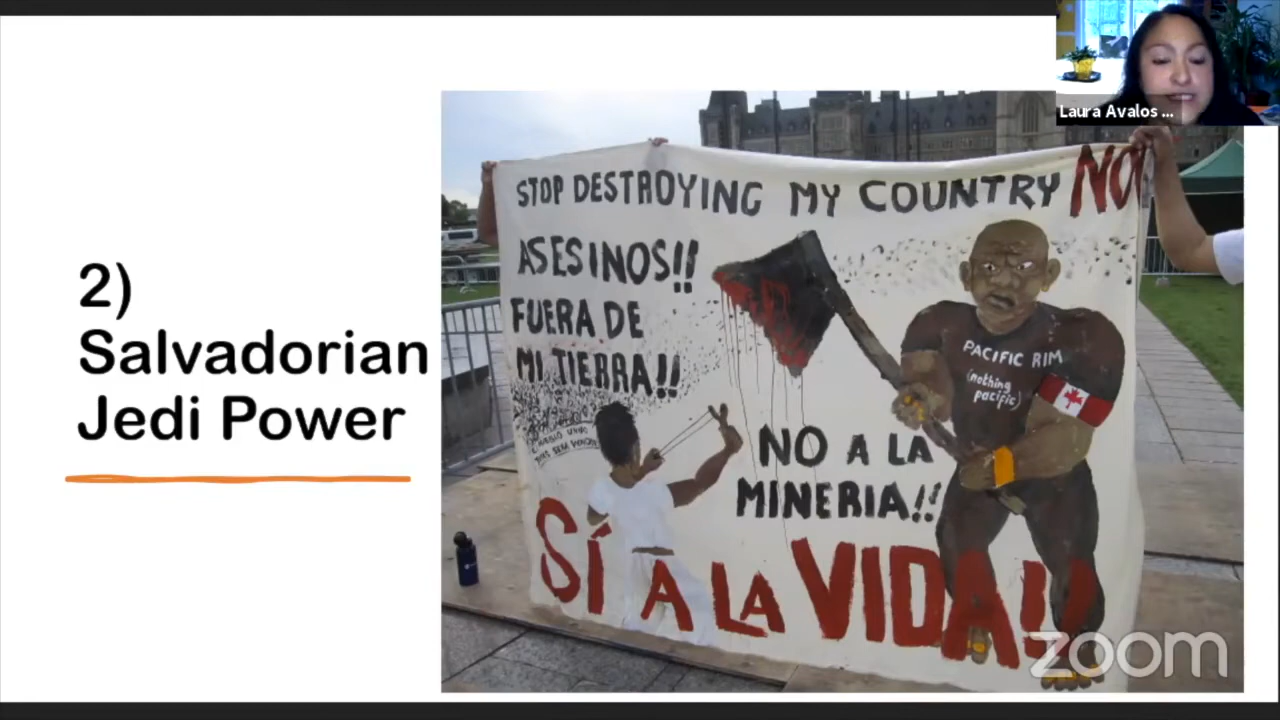 Laura Avalos ...
2)
Salvadorian
Jedi Power
STOP DESTROYING MY COUNTRY NO
ASESINOS!!
FUERA DE
MI TIERRA!!
PACIFIC RIM
(nothing
pacific)
NO A LA
MINERIA!!
SÍ A LA VIDA!!
zoom